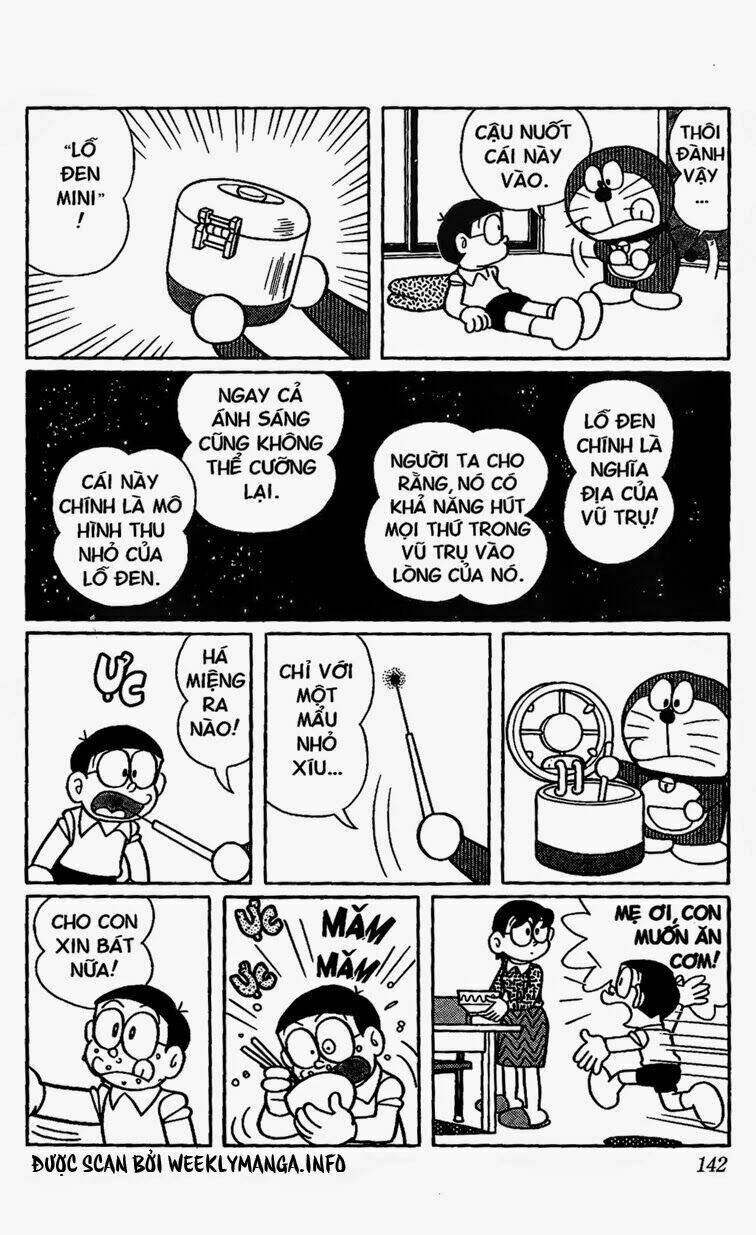 THÔI
ĐÀNH
VẬY
...
CẬU NUỐT
CÁI NÀY
VÀO.
"LỖ
ĐEN
MINI"
!
LỖ ĐEN
CHÍNH LÀ
NGHĨA
ĐỊA CỦA
VŨ TRỤ!
NGƯỜI TA CHO
RẰNG, NÓ CÓ
KHẢ NĂNG HÚT
MỌI THỨ TRONG
VŨ TRỤ VÀO
LÒNG CỦA NÓ.
NGAY CẢ
ÁNH SÁNG
CŨNG KHÔNG
THỂ CƯỠNG
LẠI.
CÁI NÀY
CHÍNH LÀ MÔ
HÌNH THU
NHỎ CỦA
LỖ ĐEN.
CHỈ VỚI
MỘT
MẨU
NHỎ
XÍU...
HÁ
MIỆNG
RA
NÀO!
ỰC
MẸ ƠI, CON
MUỐN ĂN
CƠM!
MĂM
MĂM
ỰC
ỰC
CHO CON
XIN BÁT
NỮA!
ĐƯỢC SCAN BỞI WEEKLYMANGA.INFO
142